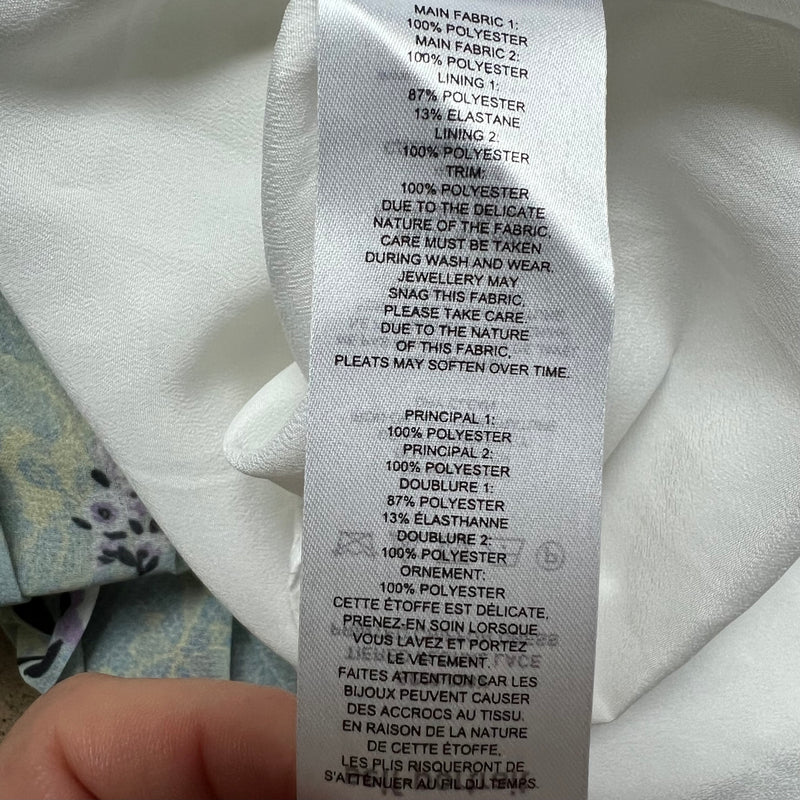 MAIN FABRIC 1:
100% POLYESTER
MAIN FABRIC 2:
100% POLYESTER
LINING 1:
87% POLYESTER
13% ELASTANE
LINING 2:
100% POLYESTER
TRIM:
100% POLYESTER
DUE TO THE DELICATE
NATURE OF THE FABRIC,
CARE MUST BE TAKEN
DURING WASH AND WEAR.
JEWELLERY MAY
SNAG THIS FABRIC,
PLEASE TAKE CARE.
DUE TO THE NATURE
OF THIS FABRIC,
PLEATS MAY SOFTEN OVER TIME.
PRINCIPAL 1:
100% POLYESTER
PRINCIPAL 2:
100% POLYESTER
DOUBLURE 1:
87% POLYESTER
13% ÉLASTHANNE
DOUBLURE 2:
100% POLYESTER
ORNEMENT:
100% POLYESTER
CETTE ÉTOFFE EST DÉLICATE,
PRENEZ-EN SOIN LORSQUE
VOUS LAVEZ ET PORTEZ
LE VÊTEMENT.
FAITES ATTENTION CAR LES
BIJOUX PEUVENT CAUSER
DES ACCROCS AU TISSU.
EN RAISON DE LA NATURE
DE CETTE ÉTOFFE,
LES PLIS RISQUERONT DE
S'ATTÉNUER AU FIL DU TEMPS.